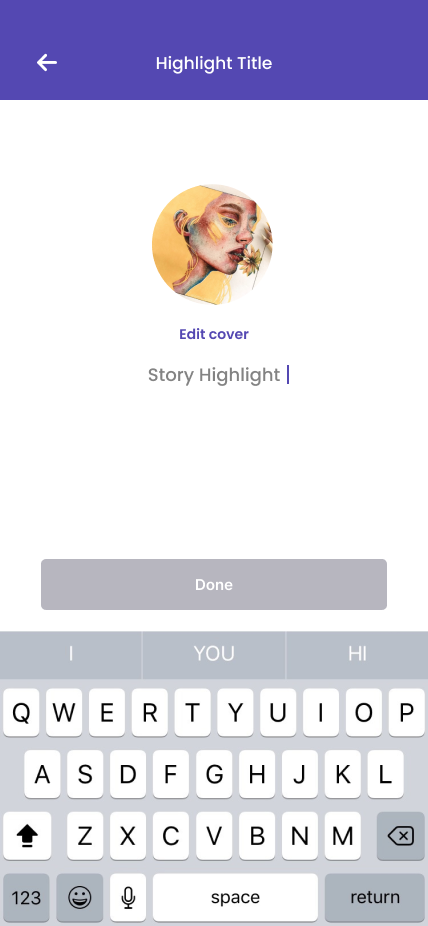 Highlight Title
Edit cover
Story Highlight
Done
I YOU HI
Q W E R T Y U I O P
A S D F G H J K L
Z X C V B N M
123 space return